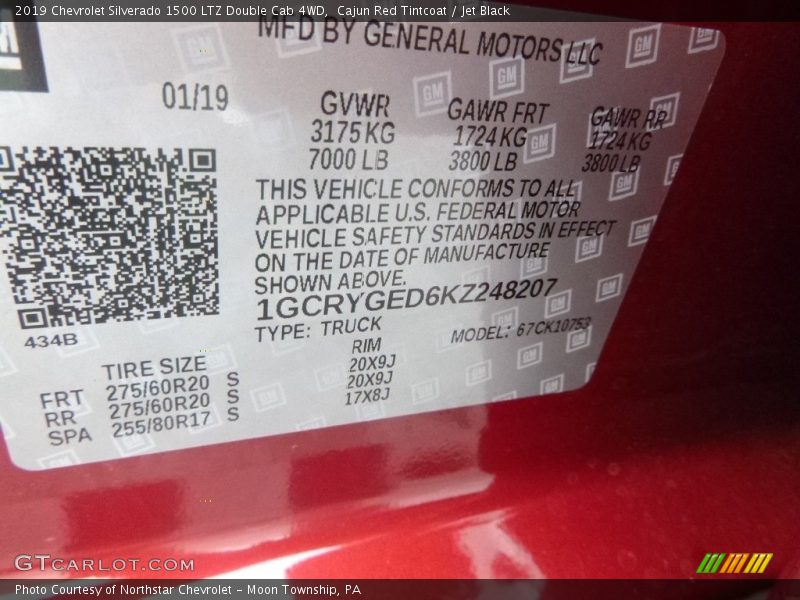 2019 Chevrolet Silverado 1500 LTZ Double Cab 4WD, Cajun Red Tintcoat / Jet Black
MFD BY GENERAL MOTORS LLC
01/19
GVWR GAWR FRT GAWR RR
3175 KG 1724 KG 1724 KG
7000 LB 3800 LB 3800 LB
THIS VEHICLE CONFORMS TO ALL
APPLICABLE U.S. FEDERAL MOTOR
VEHICLE SAFETY STANDARDS IN EFFECT
ON THE DATE OF MANUFACTURE
SHOWN ABOVE.
1GCRYGED6KZ248207
434B
TYPE: TRUCK MODEL: 67CK10753
TIRE SIZE RIM
FRT 275/60R20 S 20X9J
RR 275/60R20 S 20X9J
SPA 255/80R17 S 17X8J
GTCARLOT.COM
Photo Courtesy of Northstar Chevrolet - Moon Township, PA